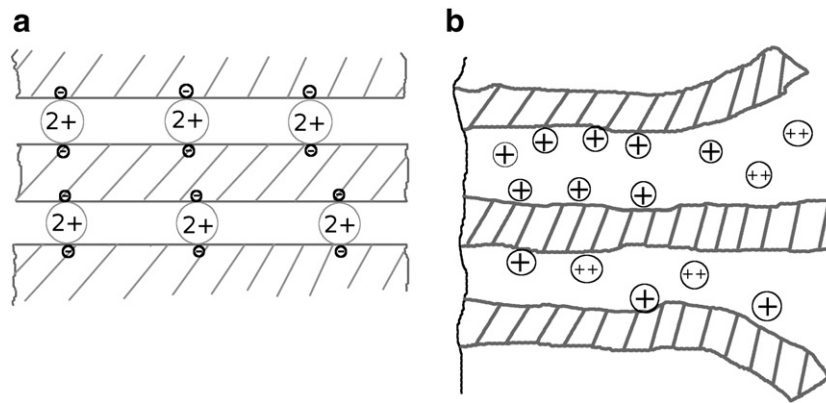 a
- - -
2+ 2+ 2+
- - -
- - -
2+ 2+ 2+
- - -
b
+ + + + + ++
++
+ + +
+ ++ ++
+ +